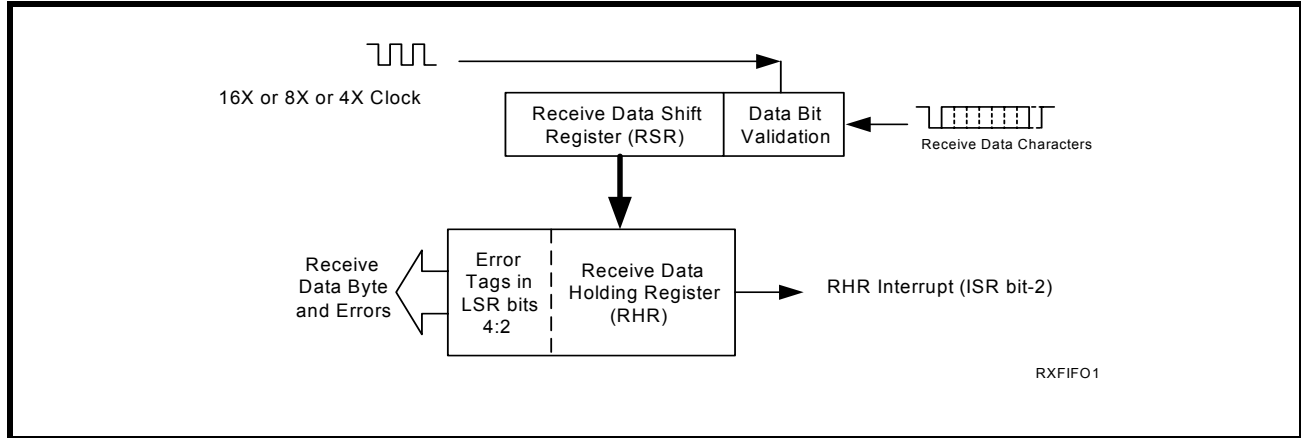 16X or 8X or 4X Clock
Receive Data Shift
Register (RSR)
Data Bit
Validation
Receive Data Characters
Receive
Data Byte
and Errors
Error
Tags in
LSR bits
4:2
Receive Data
Holding Register
(RHR)
RHR Interrupt (ISR bit-2)
RXFIFO1